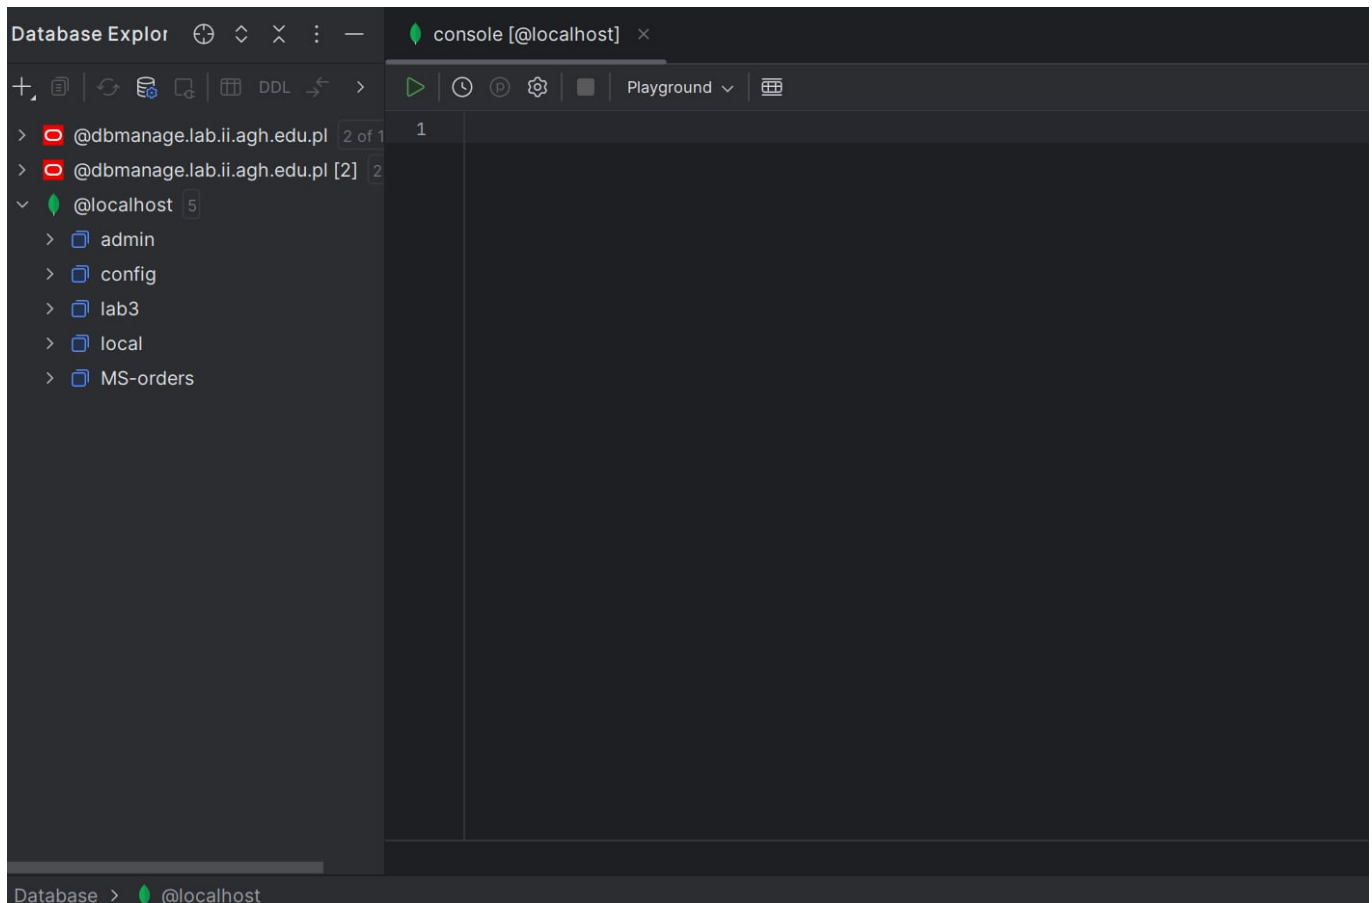 Database Explor
console [@localhost]
DDL
Playground
@dbmanage.lab.ii.agh.edu.pl 2 of 1
@dbmanage.lab.ii.agh.edu.pl [2] 2
@localhost 5
admin
config
lab3
local
MS-orders
1
Database > @localhost